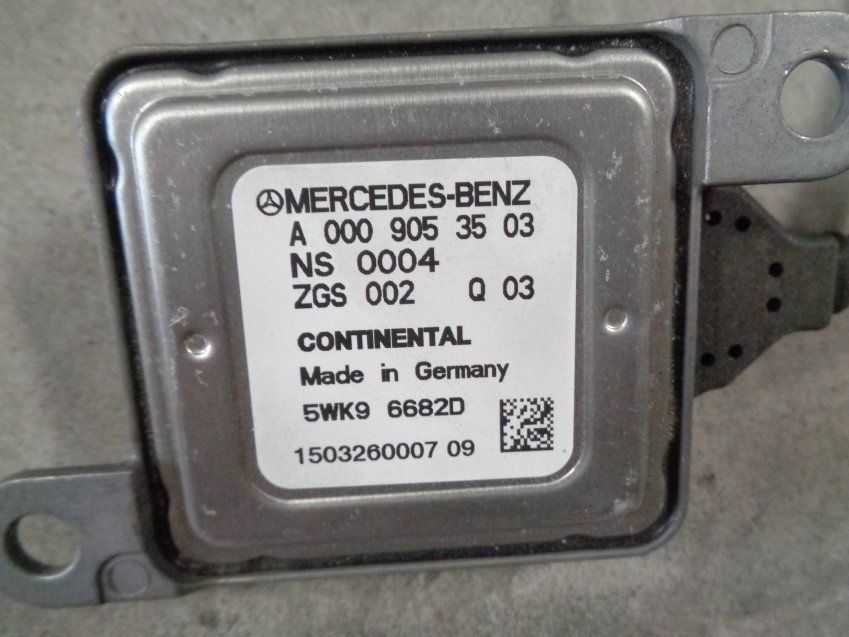 MERCEDES-BENZ
A 000 905 35 03
NS 0004
ZGS 002 Q 03
CONTINENTAL
Made in Germany
5WK9 6682D
1503260007 09